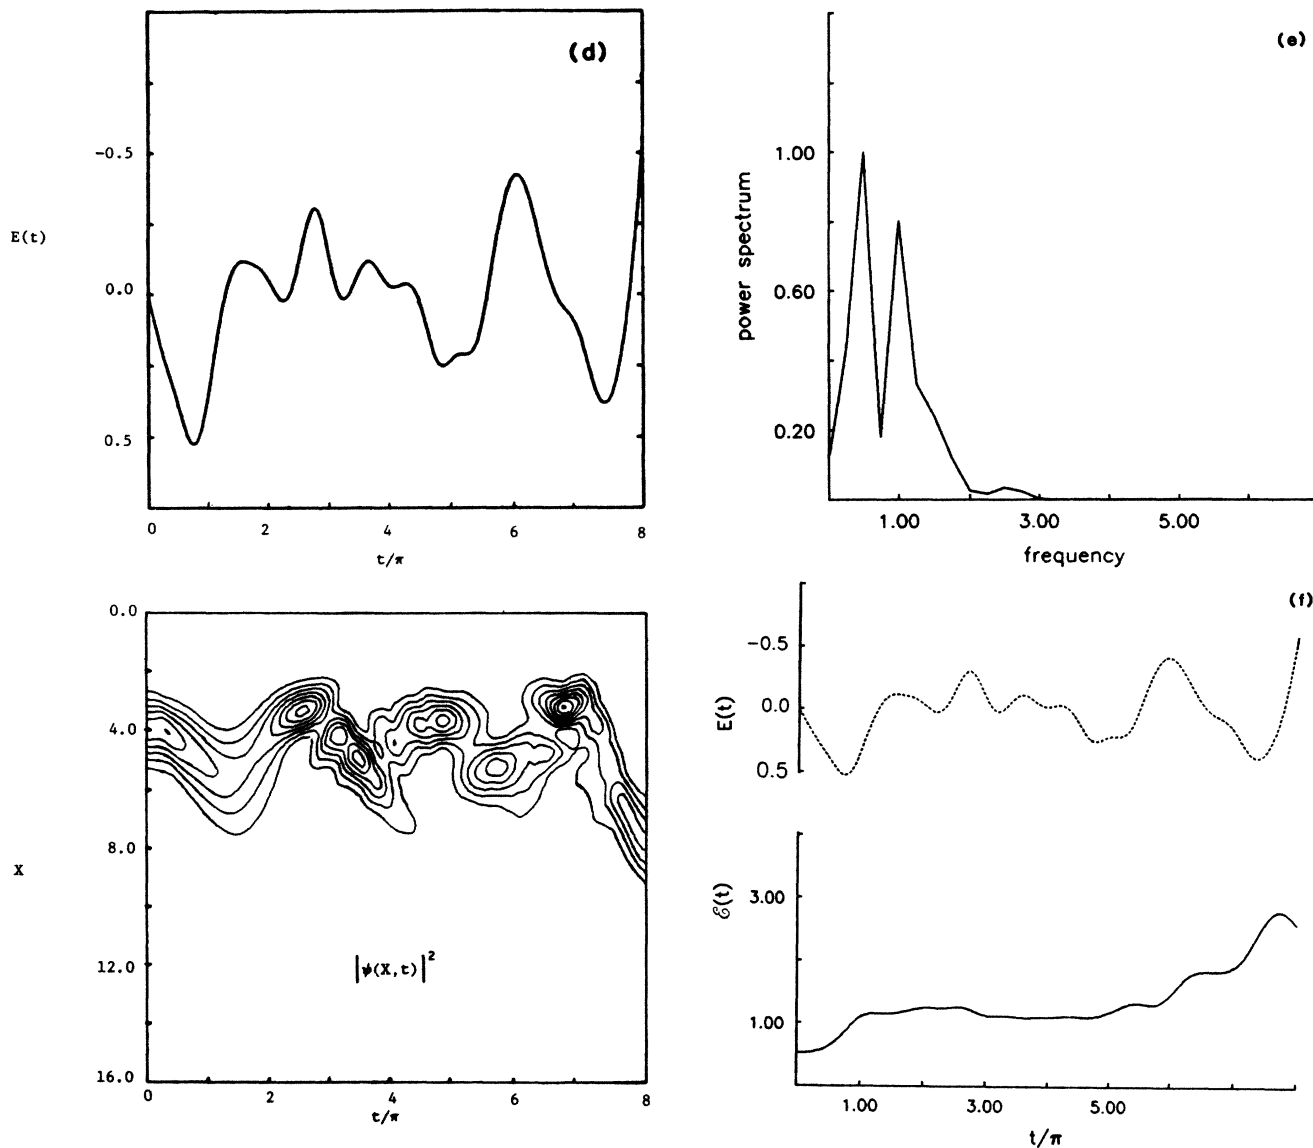 (d)
-0.5
E(t)
0.0
0.5
0 2 4 6 8
t/π
(e)
1.00
power spectrum
0.60
0.20
1.00 3.00 5.00
frequency
0.0
4.0
X
8.0
12.0
|ψ(X,t)|²
16.0
0 2 4 6 8
t/π
(f)
-0.5
E(t)
0.0
0.5
ℰ(t)
3.00
1.00
1.00 3.00 5.00
t/π